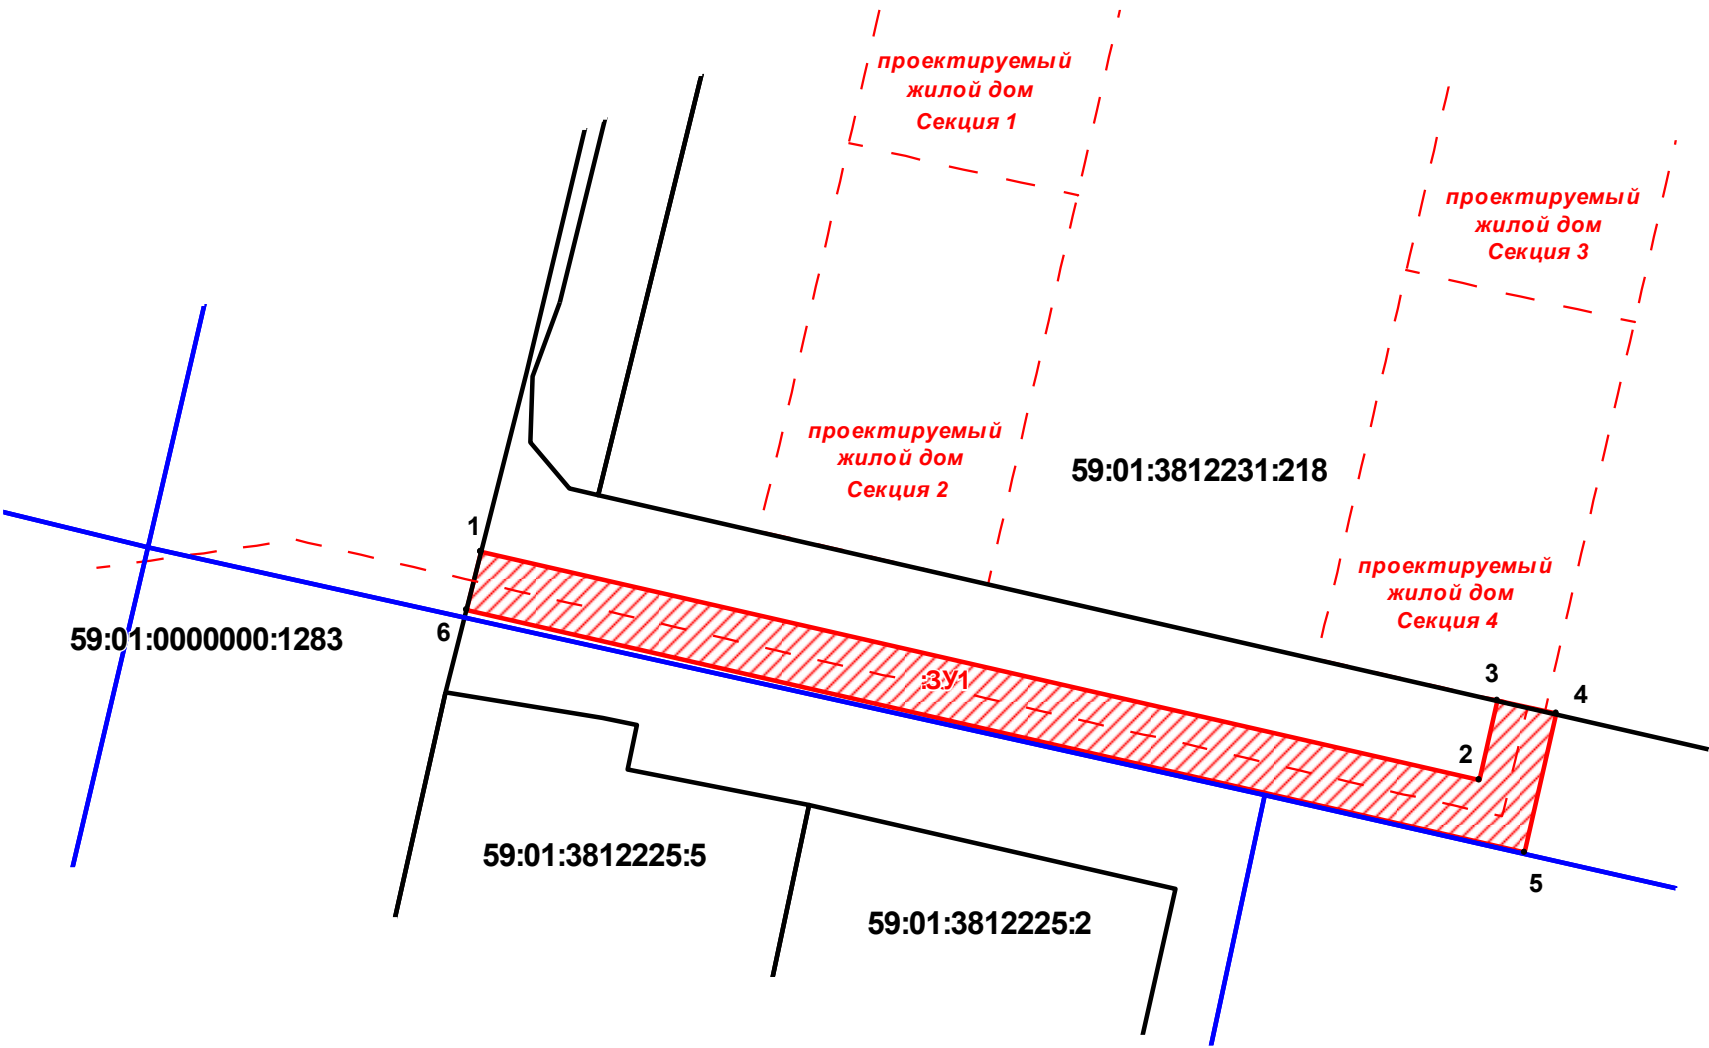 проектируемый
жилой дом
Секция 1
проектируемый
жилой дом
Секция 3
проектируемый
жилой дом
Секция 2
59:01:3812231:218
1
проектируемый
жилой дом
Секция 4
6
59:01:0000000:1283
:ЗУ1
3
4
2
59:01:3812225:5
5
59:01:3812225:2